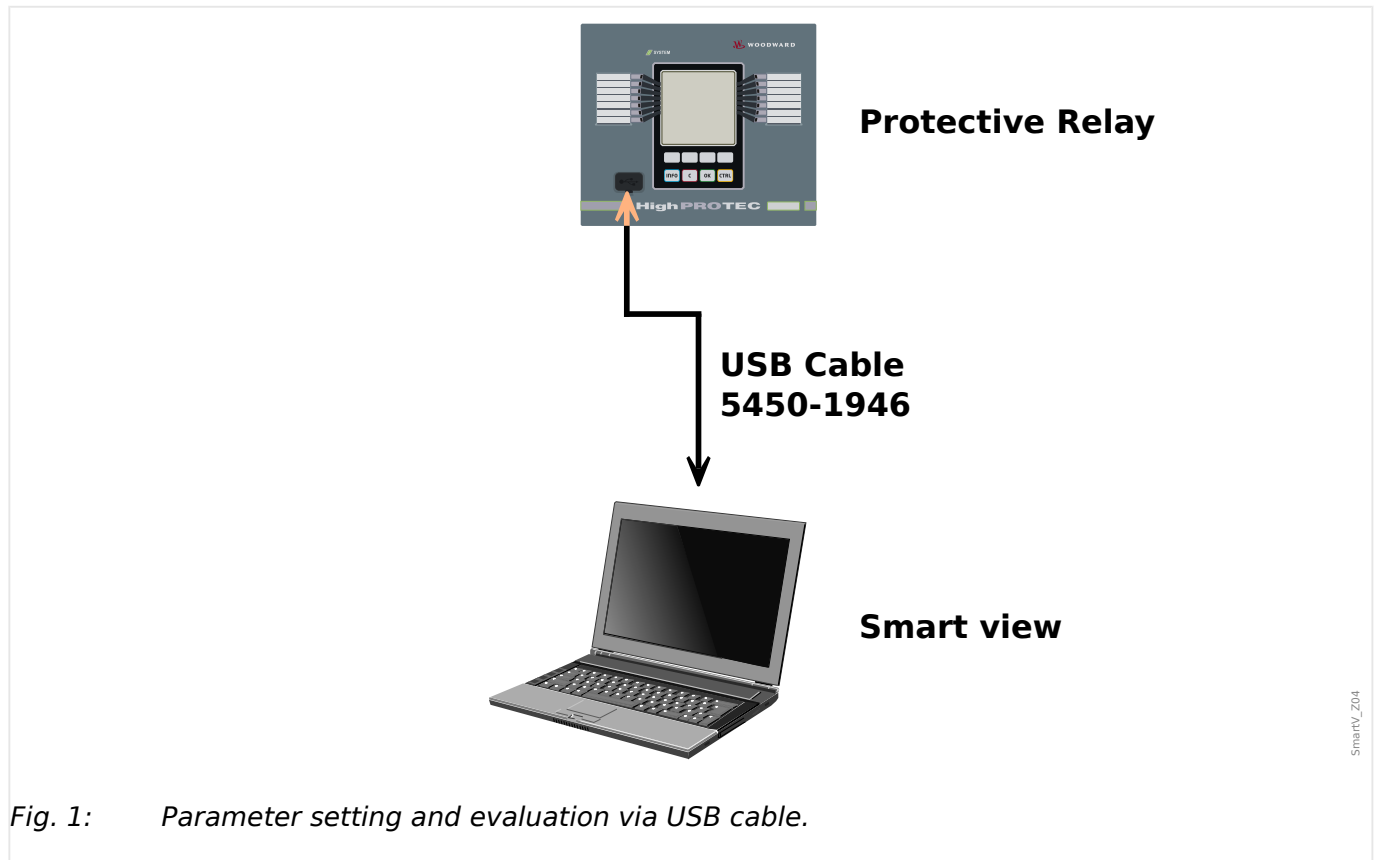 SYSTEM
WOODWARD
Protective Relay
INFO C OK CTRL
HighPROTEC
USB Cable
5450-1946
Smart view
SmartV_Z04
Fig. 1: Parameter setting and evaluation via USB cable.